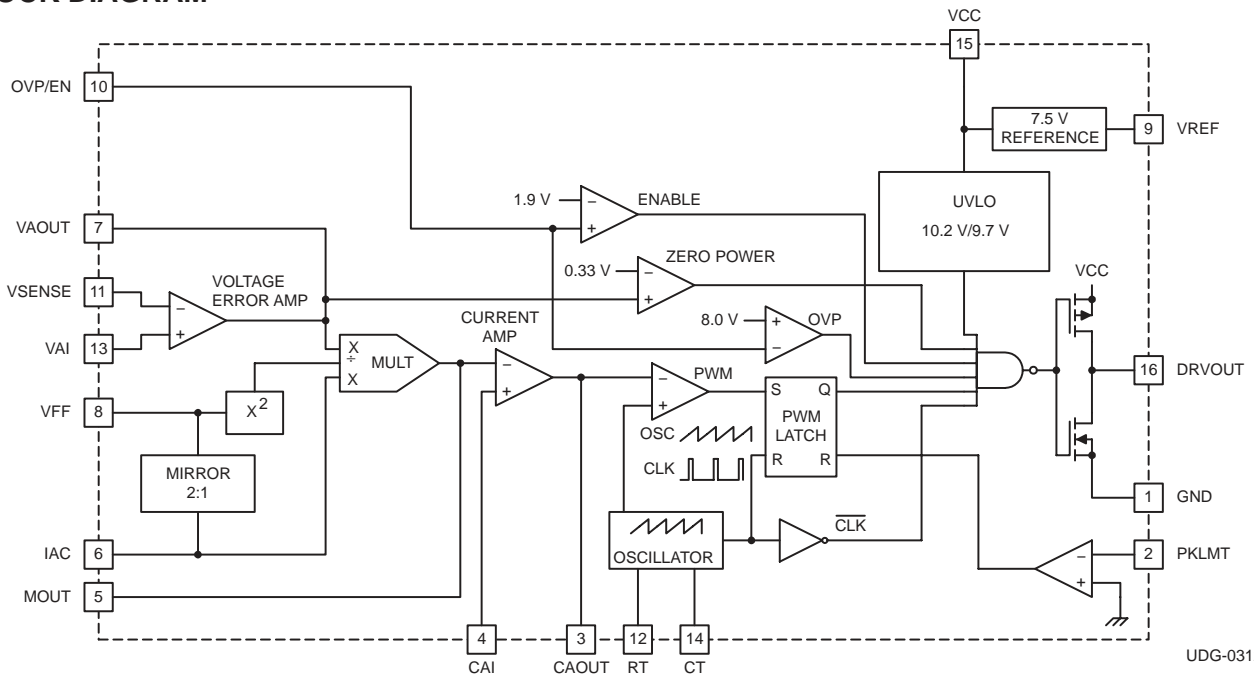 VCC
15
OVP/EN 10
7.5 V
REFERENCE
9 VREF
1.9 V
−
+
ENABLE
UVLO
10.2 V/9.7 V
VAOUT 7
ZERO POWER
0.33 V
−
+
VCC
VSENSE 11
VOLTAGE
ERROR AMP
−
+
VAI 13
8.0 V
+
−
OVP
CURRENT
AMP
X
÷
X
MULT
−
+
−
+
PWM
16 DRVOUT
VFF 8
X2
S Q
PWM
LATCH
R R
OSC
CLK
MIRROR
2:1
1 GND
CLK
OSCILLATOR
IAC 6
−
+
2 PKLMT
MOUT 5
4 3 12 14
CAI CAOUT RT CT
UDG-031